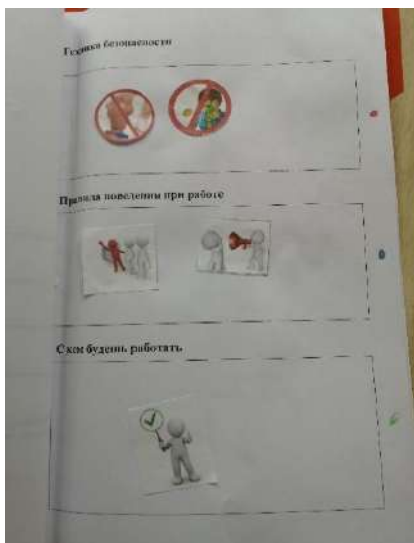 Техника безопасности
Правила поведения при работе
С кем будешь работать